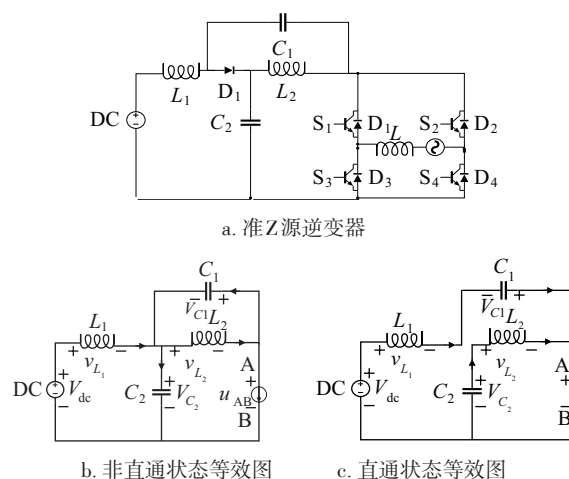 C₁
L₁ D₁ L₂
DC C₂
S₁ D₁ L S₂ D₂
S₃ D₃ S₄ D₄
a. 准Z源逆变器
C₁
− V_C1 +
L₁ L₂
+ v_L₁ − + v_L₂ − A
DC + V_dc − C₂ + V_C₂ − + u_AB −
B
b. 非直通状态等效图
C₁
− V_C1 +
L₁ L₂
+ v_L₁ − + v_L₂ − A
DC + V_dc − C₂ + V_C₂ − + −
B
c. 直通状态等效图